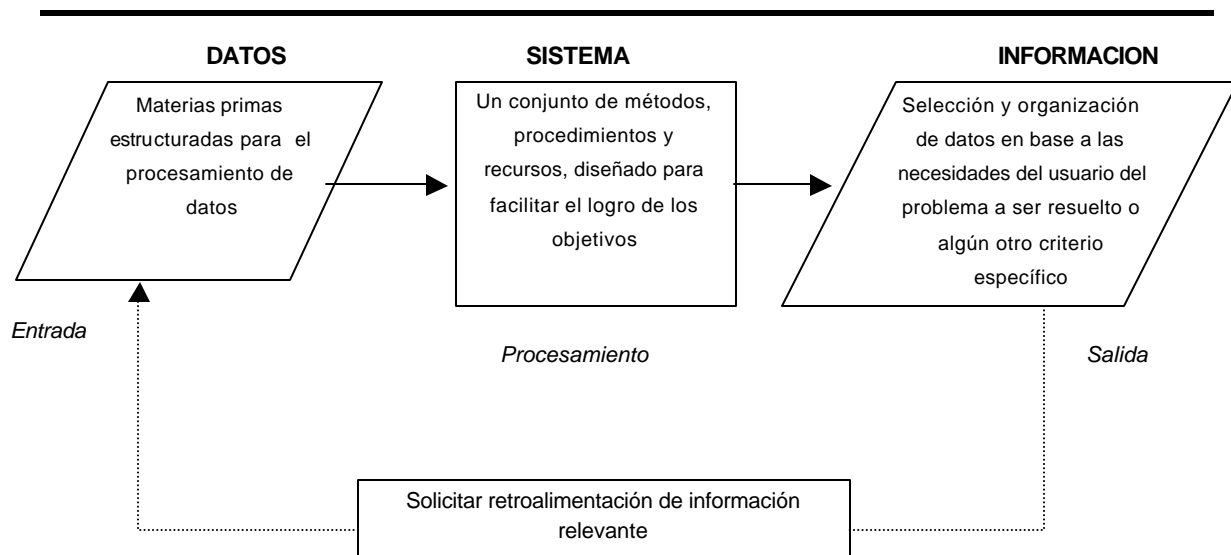 DATOS
Materias primas
estructuradas para el
procesamiento de
datos
SISTEMA
Un conjunto de métodos,
procedimientos y
recursos, diseñado para
facilitar el logro de los
objetivos
INFORMACION
Selección y organización
de datos en base a las
necesidades del usuario del
problema a ser resuelto o
algún otro criterio
específico
Entrada
Procesamiento
Salida
Solicitar retroalimentación de información
relevante